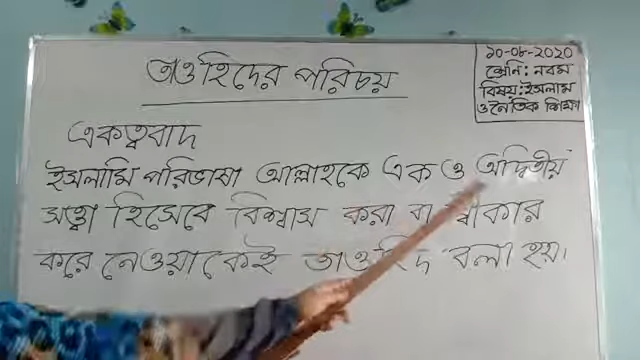 তাওহিদের পরিচয়
১০-০৮-2020
শ্রেণি: নবম
বিষয়: ইসলাম
ও নৈতিক শিক্ষা
একত্ববাদ
ইসলামি পরিভাষা আল্লাহকে এক ও অদ্বিতীয়
সত্ত্বা হিসেবে বিশ্বাস করা বা স্বীকার
করে নেওয়াকেই তাওহিদ বলা হয়।